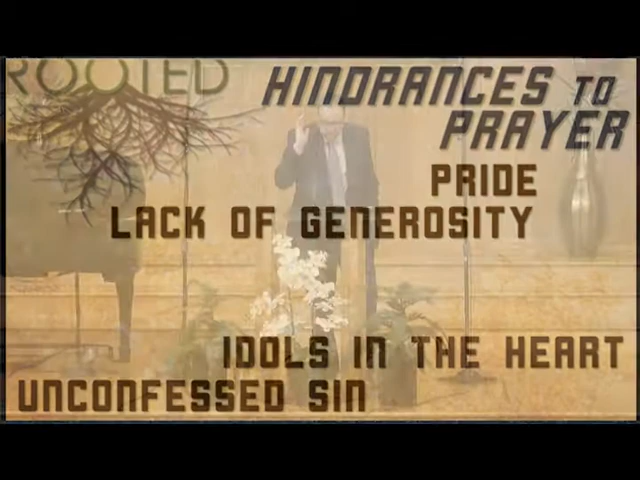 ROOTED
HINDRANCES TO
PRAYER
PRIDE
LACK OF GENEROSITY
IDOLS IN THE HEART
UNCONFESSED SIN